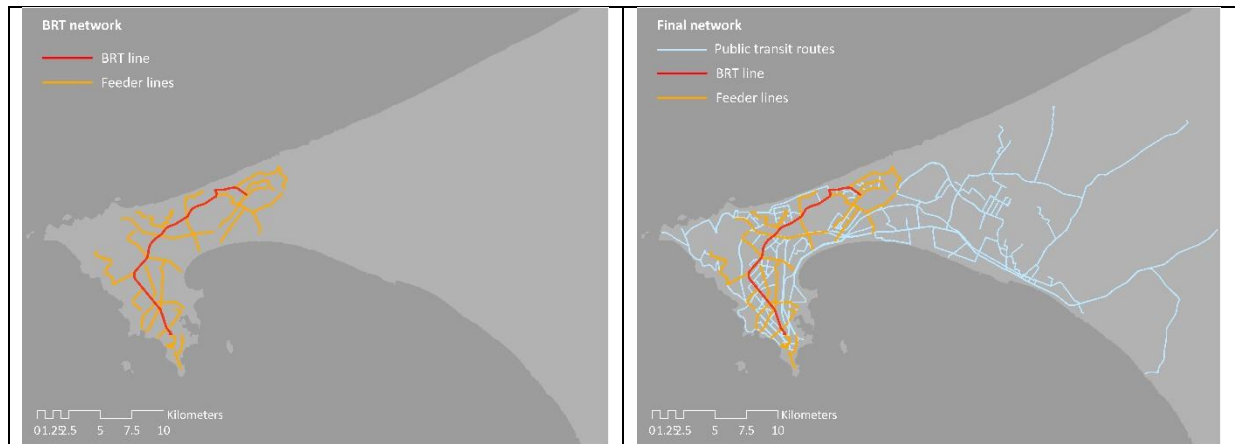 BRT network
BRT line
Feeder lines
Kilometers
0 1.25 2.5 5 7.5 10
Final network
Public transit routes
BRT line
Feeder lines
Kilometers
0 1.25 2.5 5 7.5 10